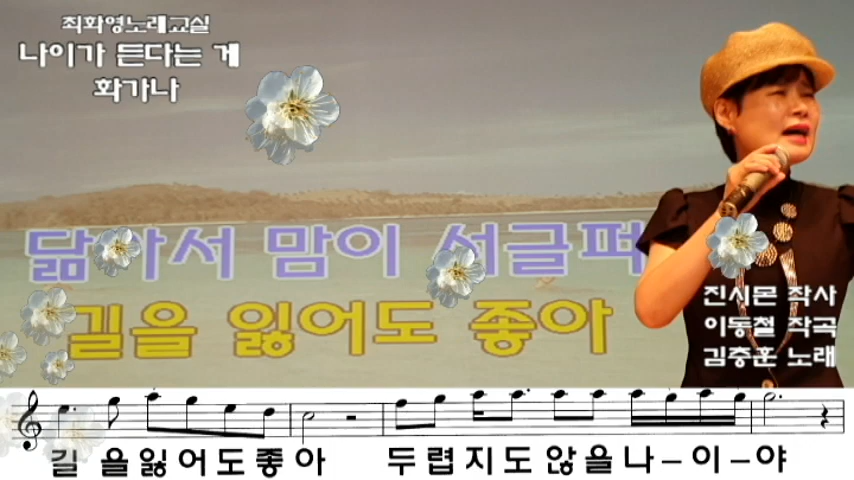 최화영노래교실
나이가 든다는 게
화가나
닮아서 맘이 서글퍼
길을 잃어도 좋아
진시몬 작사
이동철 작곡
김충훈 노래
길 을잃어도좋아 두렵지도않을나–이–야